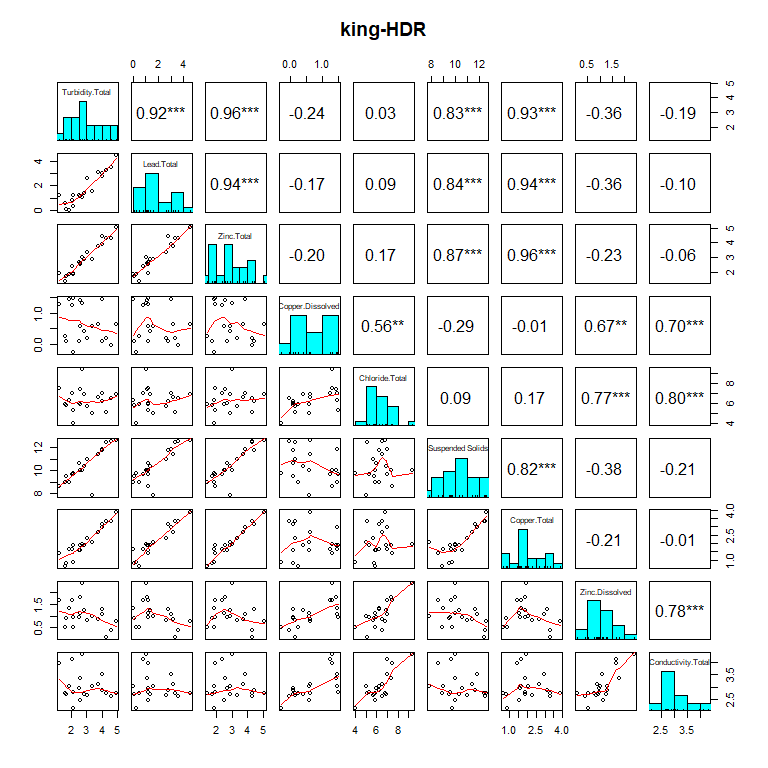 king-HDR
0 2 4 0.0 1.0 8 10 12 0.5 1.5
Turbidity.Total 0.92*** 0.96*** -0.24 0.03 0.83*** 0.93*** -0.36 -0.19 2 3 4 5
0 2 4 Lead.Total 0.94*** -0.17 0.09 0.84*** 0.94*** -0.36 -0.10
Zinc.Total -0.20 0.17 0.87*** 0.96*** -0.23 -0.06 2 3 4 5
0.0 1.0 Copper.Dissolved 0.56** -0.29 -0.01 0.67** 0.70***
Chloride.Total 0.09 0.17 0.77*** 0.80*** 4 6 8
8 10 12 Suspended Solids 0.82*** -0.38 -0.21
Copper.Total -0.21 -0.01 1.0 2.5 4.0
0.5 1.5 Zinc.Dissolved 0.78***
Conductivity.Total 2.5 3.5
2 3 4 5 2 3 4 5 4 6 8 1.0 2.5 4.0 2.5 3.5